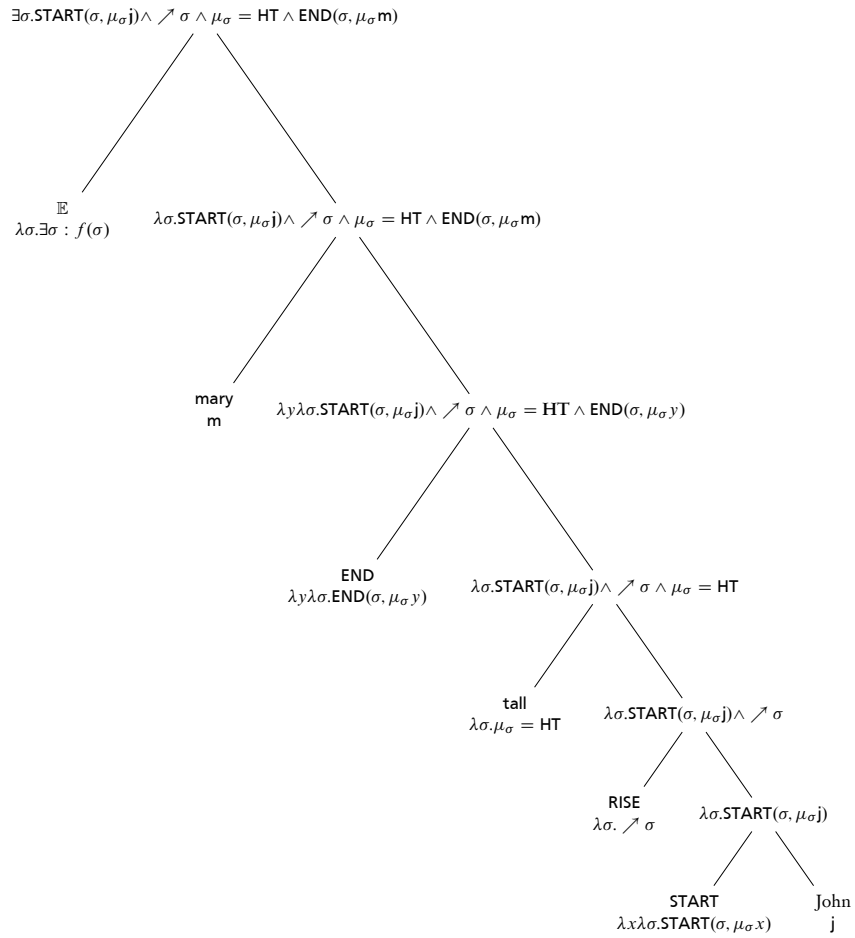 ∃σ.START(σ, μσj)∧ ↗ σ ∧ μσ = HT ∧ END(σ, μσm)
𝔼
λσ.∃σ : f(σ)
λσ.START(σ, μσj)∧ ↗ σ ∧ μσ = HT ∧ END(σ, μσm)
mary
m
λyλσ.START(σ, μσj)∧ ↗ σ ∧ μσ = HT ∧ END(σ, μσy)
END
λyλσ.END(σ, μσy)
λσ.START(σ, μσj)∧ ↗ σ ∧ μσ = HT
tall
λσ.μσ = HT
λσ.START(σ, μσj)∧ ↗ σ
RISE
λσ. ↗ σ
λσ.START(σ, μσj)
START
λxλσ.START(σ, μσx)
John
j